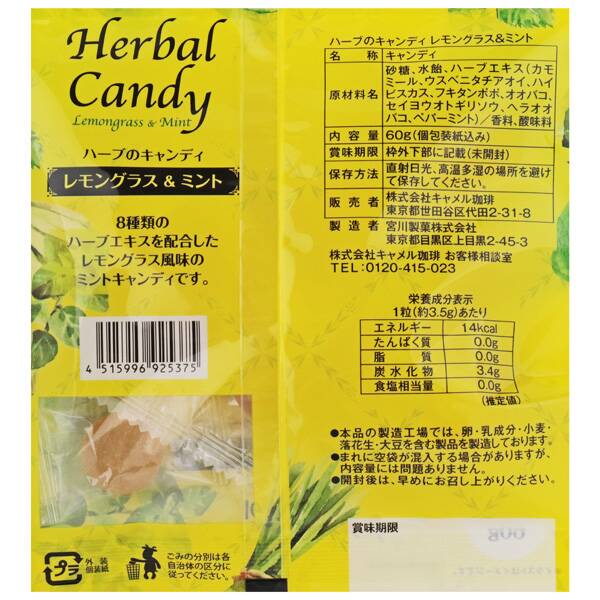 Herbal
Candy
Lemongrass & Mint
ハーブのキャンディ
レモングラス & ミント
8種類の
ハーブエキスを配合した
レモングラス風味の
ミントキャンディです。
4 515996 925375
プラ
外装
個装紙
ごみの分別は各
自治体の区分に
従ってください。
ハーブのキャンディ レモングラス&ミント
名 称 キャンディ
原材料名 砂糖、水飴、ハーブエキス(カモ
ミール、ウスベニタチアオイ、ハイ
ビスカス、フキタンポポ、オオバコ、
セイヨウオトギリソウ、ヘラオオ
バコ、ペパーミント)/香料、酸味料
内 容 量 60g(個包装紙込み)
賞味期限 枠外下部に記載(未開封)
保存方法 直射日光、高温多湿の場所を避け
て保存してください。
販 売 者 株式会社キャメル珈琲
東京都世田谷区代田2-31-8
製 造 者 宮川製菓株式会社
東京都目黒区上目黒2-45-3
株式会社キャメル珈琲 お客様相談室
TEL:0120-415-023
栄養成分表示
1粒(約3.5g)あたり
エネルギー 14kcal
たんぱく質 0.0g
脂 質 0.0g
炭水化物 3.4g
食塩相当量 0.0g
(推定値)
●本品の製造工場では、卵・乳成分・小麦・
落花生・大豆を含む製品を製造しております。
●まれに空袋が混入する場合がありますが、
内容量には問題ありません。
●開封後は、早めにお召し上がりください。
賞味期限